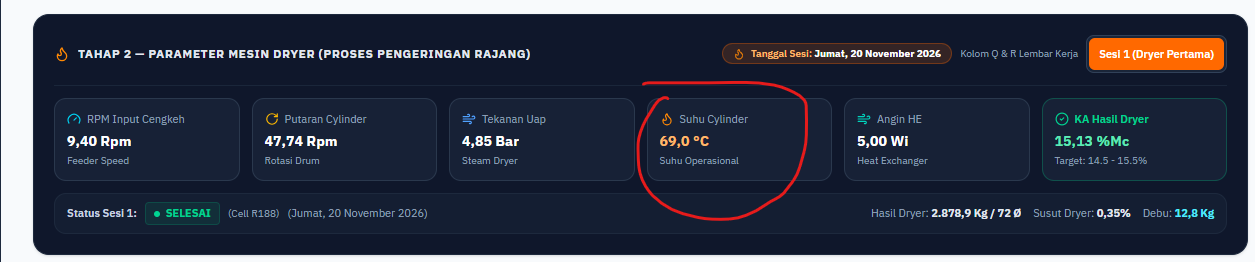 TAHAP 2 — PARAMETER MESIN DRYER (PROSES PENGERINGAN RAJANG)
Tanggal Sesi: Jumat, 20 November 2026
Kolom Q & R Lembar Kerja
Sesi 1 (Dryer Pertama)
RPM Input Cengkeh
9,40 Rpm
Feeder Speed
Putaran Cylinder
47,74 Rpm
Rotasi Drum
Tekanan Uap
4,85 Bar
Steam Dryer
Suhu Cylinder
69,0 °C
Suhu Operasional
Angin HE
5,00 Wi
Heat Exchanger
KA Hasil Dryer
15,13 %Mc
Target: 14.5 - 15.5%
Status Sesi 1: SELESAI (Cell R188) (Jumat, 20 November 2026)
Hasil Dryer: 2.878,9 Kg / 72 Ø Susut Dryer: 0,35% Debu: 12,8 Kg